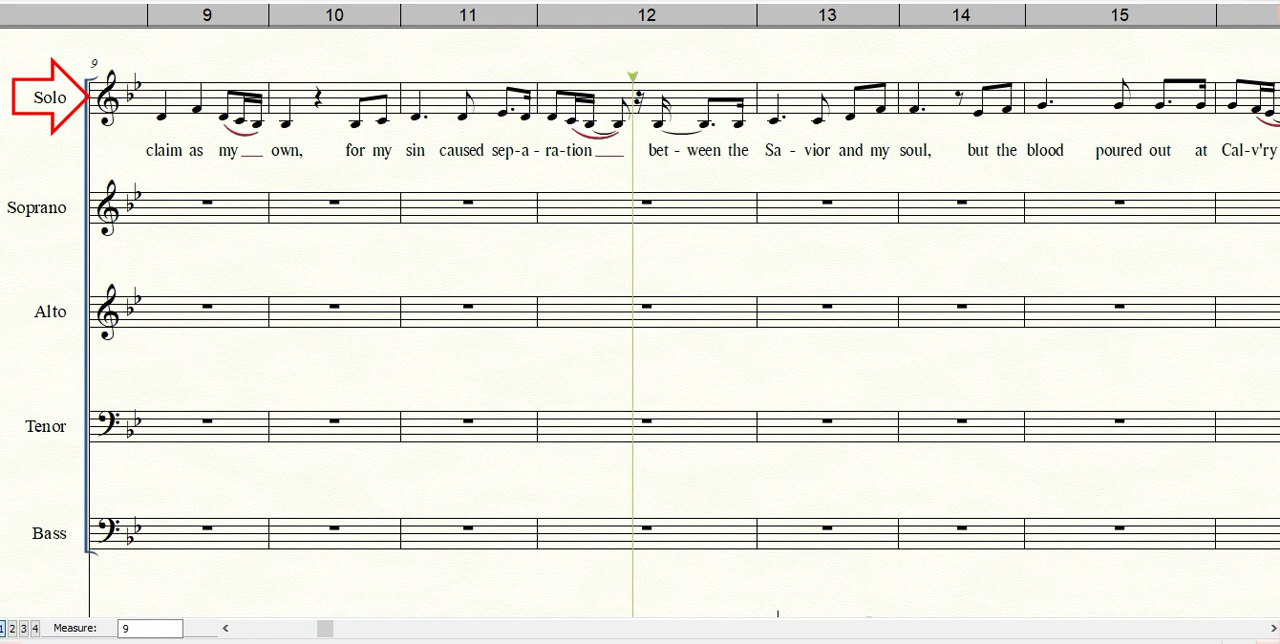 9 10 11 12 13 14 15
9
Solo
claim as my___ own, for my sin caused sep-a-ra-tion___ bet-ween the Sa-vior and my soul, but the blood poured out at Cal-v'ry
Soprano
Alto
Tenor
Bass
1 2 3 4 Measure: 9